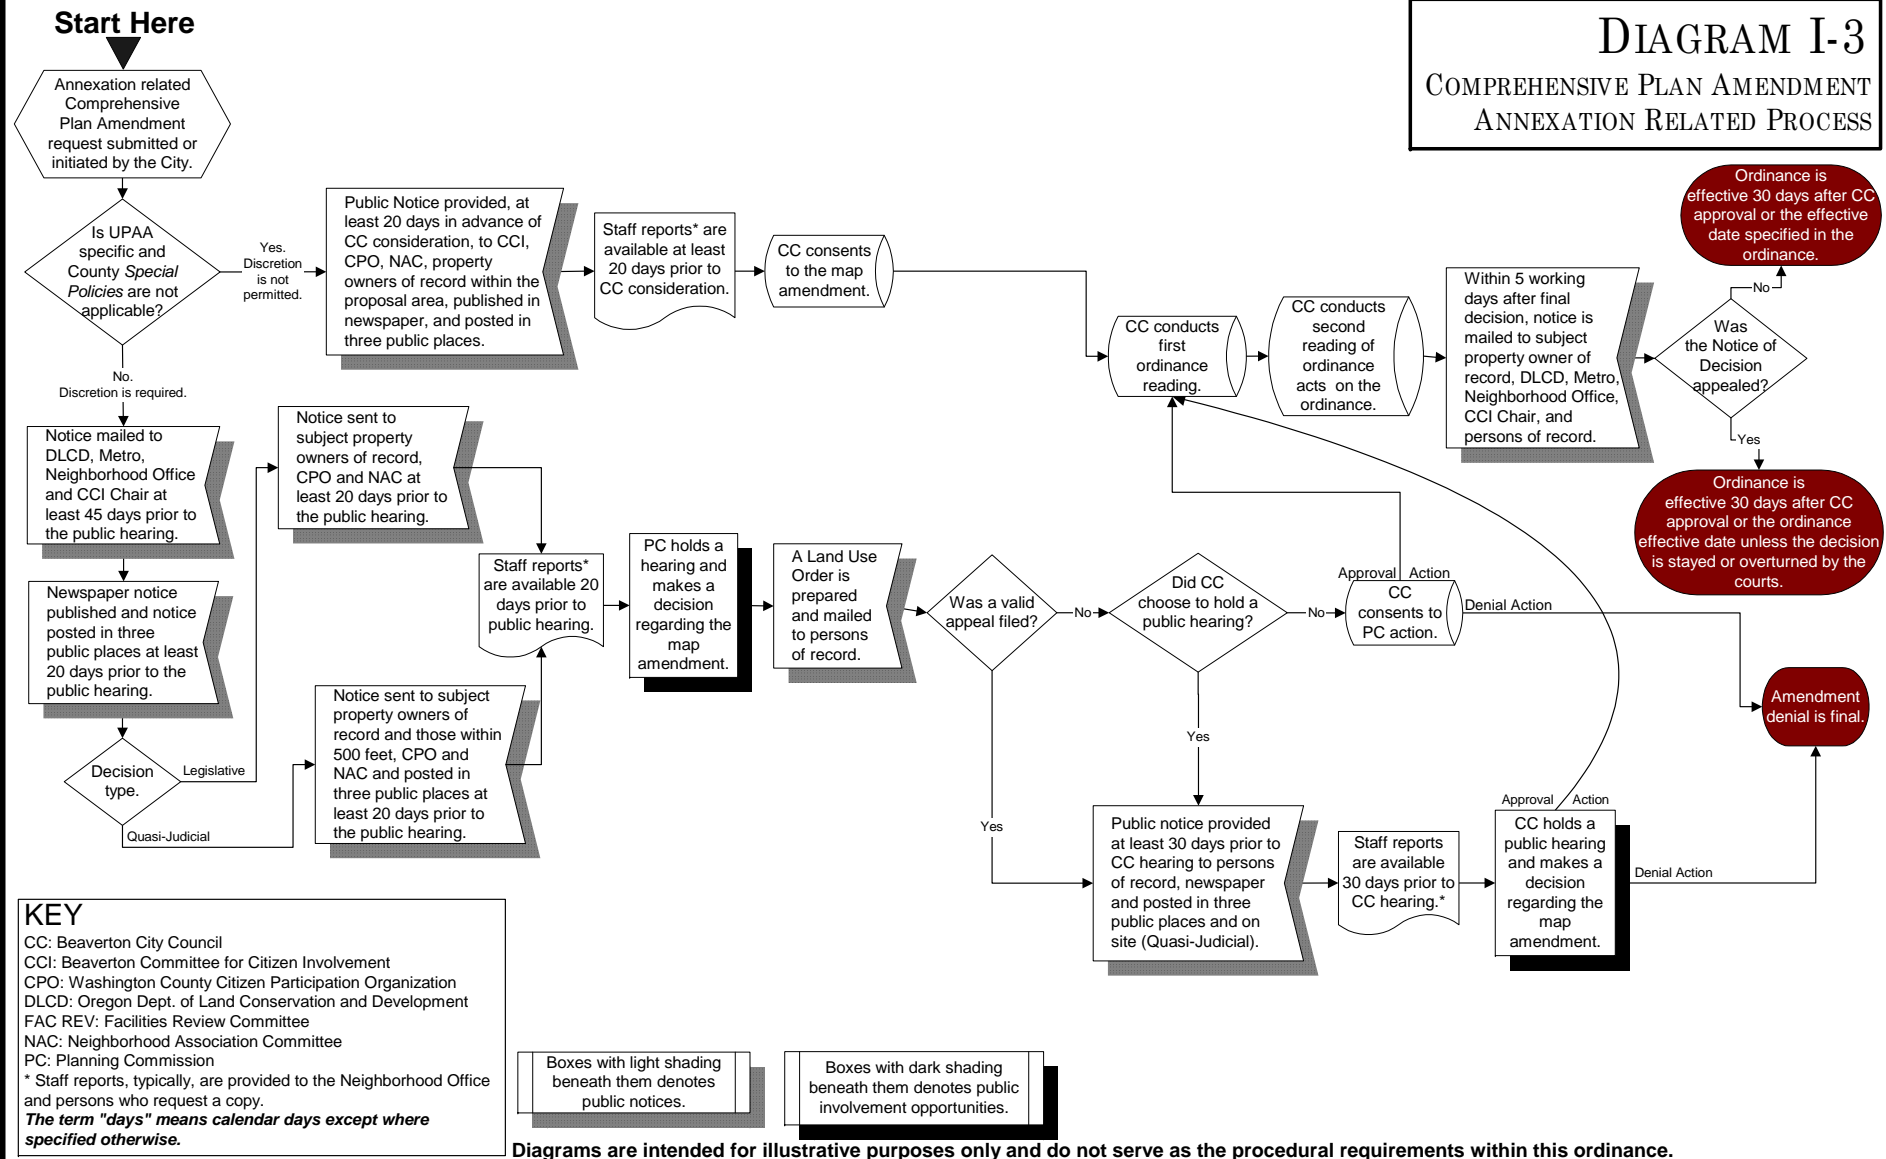 Start Here
DIAGRAM I-3
COMPREHENSIVE PLAN AMENDMENT
ANNEXATION RELATED PROCESS
Annexation related
Comprehensive
Plan Amendment
request submitted or
initiated by the City.
Is UPAA
specific and
County Special
Policies are not
applicable?
Yes.
Discretion
is not
permitted.
Public Notice provided, at
least 20 days in advance of
CC consideration, to CCI,
CPO, NAC, property
owners of record within the
proposal area, published in
newspaper, and posted in
three public places.
Staff reports* are
available at least
20 days prior to
CC consideration.
CC consents
to the map
amendment.
CC conducts
first
ordinance
reading.
CC conducts
second
reading of
ordinance
acts on the
ordinance.
Within 5 working
days after final
decision, notice is
mailed to subject
property owner of
record, DLCD, Metro,
Neighborhood Office,
CCI Chair, and
persons of record.
Was
the Notice of
Decision
appealed?
No
Ordinance is
effective 30 days after CC
approval or the effective
date specified in the
ordinance.
Yes
Ordinance is
effective 30 days after CC
approval or the ordinance
effective date unless the decision
is stayed or overturned by the
courts.
No.
Discretion is required.
Notice mailed to
DLCD, Metro,
Neighborhood Office
and CCI Chair at
least 45 days prior to
the public hearing.
Newspaper notice
published and notice
posted in three
public places at least
20 days prior to the
public hearing.
Decision
type.
Legislative
Quasi-Judicial
Notice sent to
subject property
owners of record,
CPO and NAC at
least 20 days prior to
the public hearing.
Notice sent to subject
property owners of
record and those within
500 feet, CPO and
NAC and posted in
three public places at
least 20 days prior to
the public hearing.
Staff reports*
are available 20
days prior to
public hearing.
PC holds a
hearing and
makes a
decision
regarding the
map
amendment.
A Land Use
Order is
prepared
and mailed
to persons
of record.
Was a valid
appeal filed?
No
Did CC
choose to hold a
public hearing?
No
Approval Action
CC
consents to
PC action.
Denial Action
Amendment
denial is final.
Yes
Yes
Public notice provided
at least 30 days prior to
CC hearing to persons
of record, newspaper
and posted in three
public places and on
site (Quasi-Judicial).
Staff reports
are available
30 days prior to
CC hearing.*
Approval Action
CC holds a
public hearing
and makes a
decision
regarding the
map
amendment.
Denial Action
KEY
CC: Beaverton City Council
CCI: Beaverton Committee for Citizen Involvement
CPO: Washington County Citizen Participation Organization
DLCD: Oregon Dept. of Land Conservation and Development
FAC REV: Facilities Review Committee
NAC: Neighborhood Association Committee
PC: Planning Commission
* Staff reports, typically, are provided to the Neighborhood Office
and persons who request a copy.
The term "days" means calendar days except where
specified otherwise.
Boxes with light shading
beneath them denotes
public notices.
Boxes with dark shading
beneath them denotes public
involvement opportunities.
Diagrams are intended for illustrative purposes only and do not serve as the procedural requirements within this ordinance.